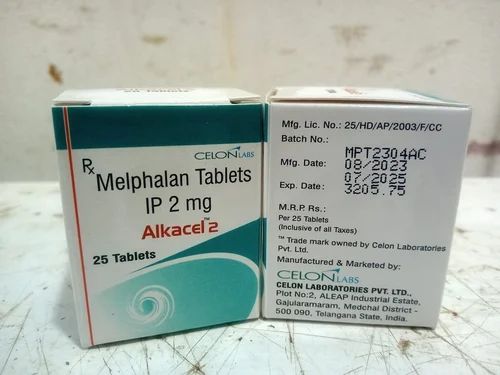 25 Tablets
CELON LABS
Rx Melphalan Tablets
IP 2 mg
Alkacel™ 2
25 Tablets
Mfg. Lic. No.: 25/HD/AP/2003/F/CC
Batch No.:
MPT2304AC
Mfg. Date: 08/2023
07/2025
Exp. Date: 3205.75
M.R.P. Rs.:
Per 25 Tablets
(Inclusive of all Taxes)
™ Trade mark owned by Celon Laboratories
Pvt. Ltd.
Manufactured & Marketed by:
CELON LABS
CELON LABORATORIES PVT. LTD.,
Plot No:2, ALEAP Industrial Estate,
Gajularamaram, Medchal District -
500 090, Telangana State, India.